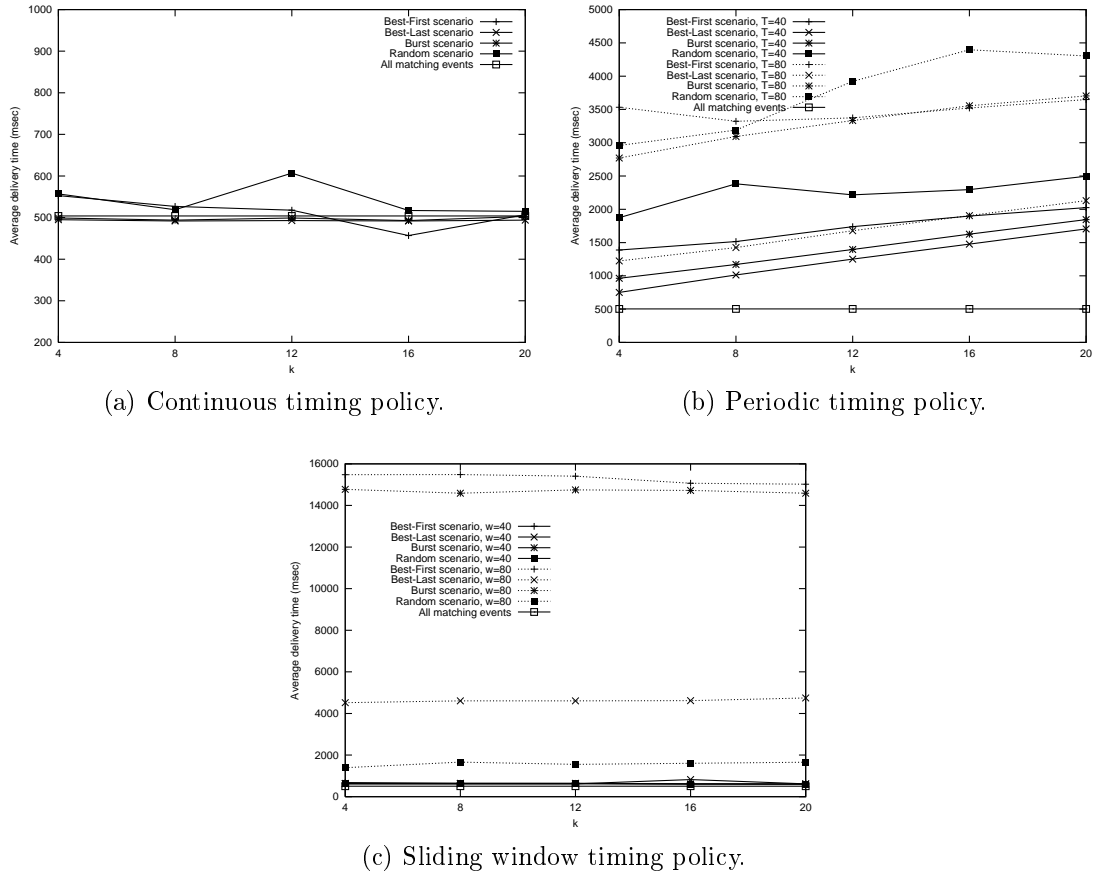 1000
900
800
700
600
500
400
300
200
4 8 12 16 20
Average delivery time (msec)
k
Best-First scenario
Best-Last scenario
Burst scenario
Random scenario
All matching events
(a) Continuous timing policy.
5000
4500
4000
3500
3000
2500
2000
1500
1000
500
0
4 8 12 16 20
Average delivery time (msec)
k
Best-First scenario, T=40
Best-Last scenario, T=40
Burst scenario, T=40
Random scenario, T=40
Best-First scenario, T=80
Best-Last scenario, T=80
Burst scenario, T=80
Random scenario, T=80
All matching events
(b) Periodic timing policy.
16000
14000
12000
10000
8000
6000
4000
2000
0
4 8 12 16 20
Average delivery time (msec)
k
Best-First scenario, w=40
Best-Last scenario, w=40
Burst scenario, w=40
Random scenario, w=40
Best-First scenario, w=80
Best-Last scenario, w=80
Burst scenario, w=80
Random scenario, w=80
All matching events
(c) Sliding window timing policy.